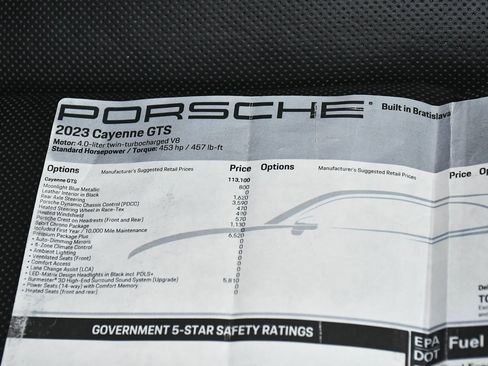 PORSCHE® Built in Bratislava
2023 Cayenne GTS
Motor: 4.0-liter twin-turbocharged V8
Standard Horsepower / Torque: 453 hp / 457 lb-ft
Options Manufacturer's Suggested Retail Prices Price Options Manufacturer's Suggested Retail Prices Price Options
Cayenne GTS 113,100
Moonlight Blue Metallic 800
Leather Interior in Black 0
Rear Axle Steering 1,620
Porsche Dynamic Chassis Control (PDCC) 3,590
Heated Steering Wheel in Race-Tex 470
Heated Windshield 490
Porsche Crest on Headrests (Front and Rear) 570
Sport Chrono Package 1,130
Included First Year / 10,000 Mile Maintenance 0
Premium Package Plus 6,520
• Auto-Dimming Mirrors 0
• 4-Zone Climate Control 0
• Ambient Lighting 0
• Ventilated Seats (Front) 0
• Comfort Access 0
• Lane Change Assist (LCA) 0
• LED-Matrix Design Headlights in Black incl. PDLS+ 0
• Burmester® 3D High-End Surround Sound System (Upgrade) 5,810
• Power Seats (14-way) with Comfort Memory 0
• Heated Seats (front and rear) 0
GOVERNMENT 5-STAR SAFETY RATINGS
EPA
DOT
Fuel